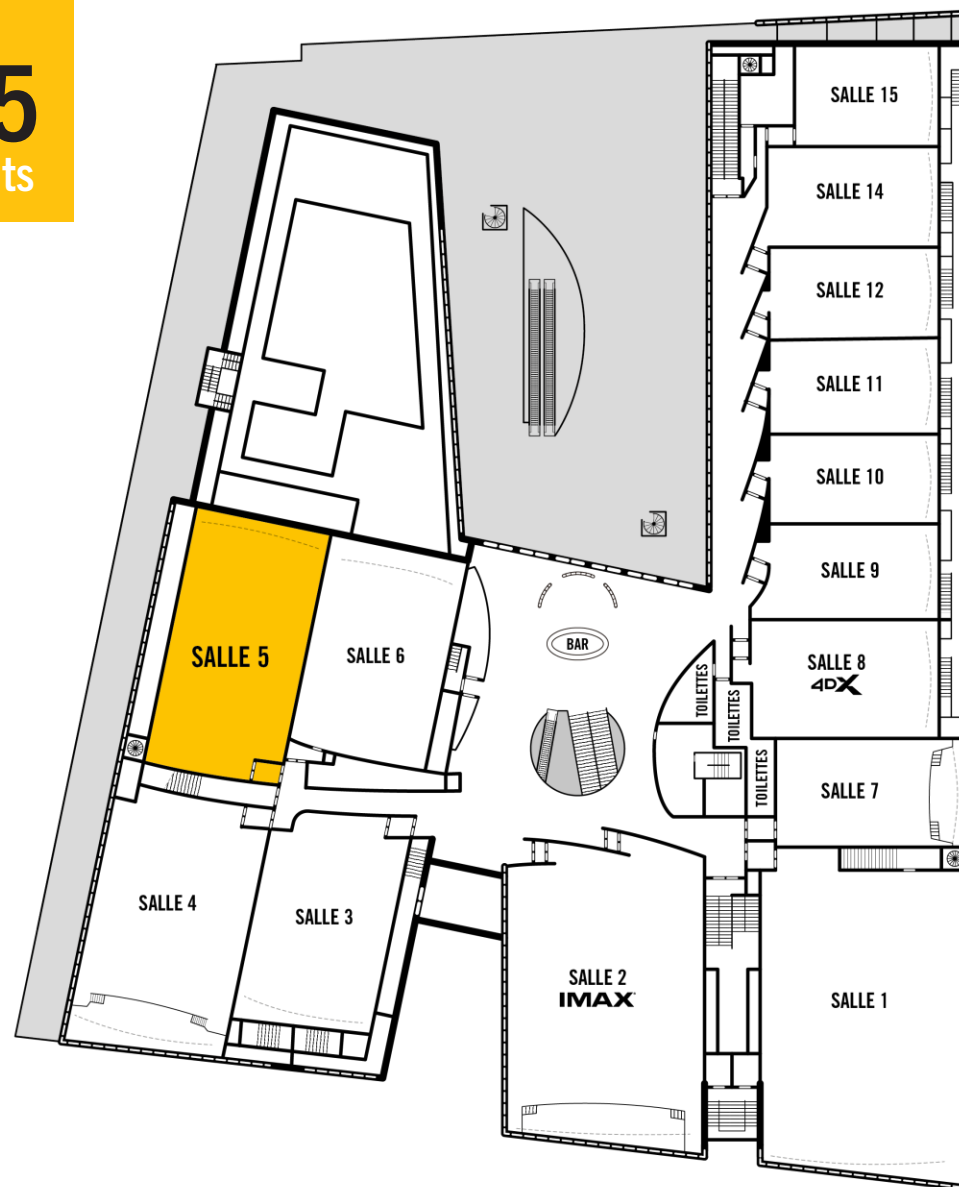 5
ts
SALLE 15
SALLE 14
SALLE 12
SALLE 11
SALLE 10
SALLE 9
SALLE 8
4DX
SALLE 7
SALLE 5
SALLE 6
BAR
TOILETTES
TOILETTES
TOILETTES
SALLE 4
SALLE 3
SALLE 2
IMAX
SALLE 1